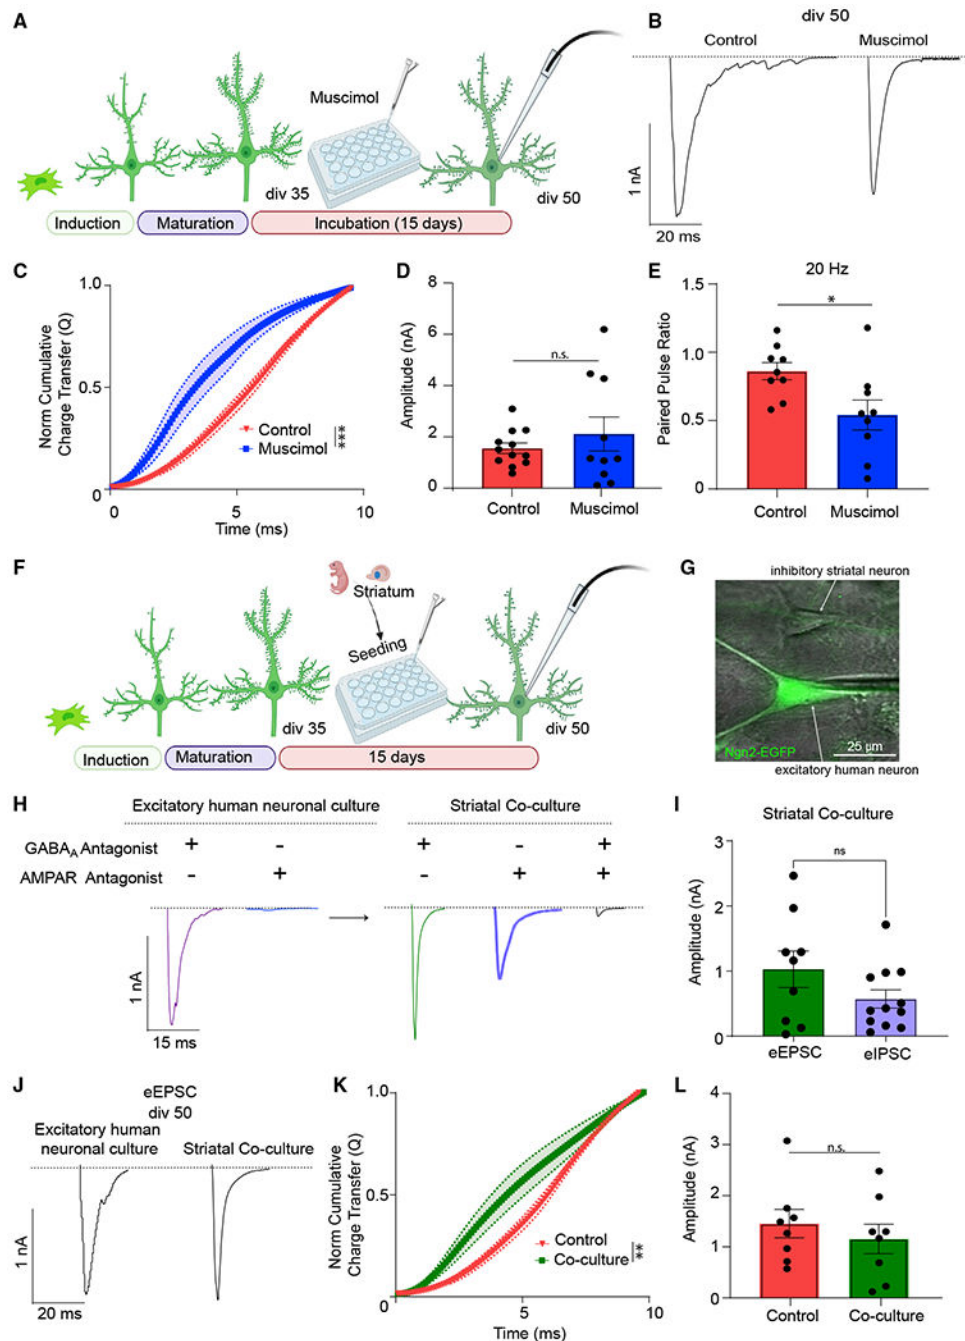 A
Muscimol
div 35
div 50
Induction
Maturation
Incubation (15 days)
B
div 50
Control
Muscimol
1 nA
20 ms
C
Norm Cumulative
Charge Transfer (Q)
1.0
0.5
0
0
5
10
Time (ms)
Control
Muscimol
***
D
Amplitude (nA)
8
6
4
2
0
n.s.
Control
Muscimol
E
20 Hz
Paired Pulse Ratio
1.5
1.0
0.5
0
*
Control
Muscimol
F
Striatum
Seeding
div 35
div 50
Induction
Maturation
15 days
G
inhibitory striatal neuron
Ngn2-EGFP
25 µm
excitatory human neuron
H
Excitatory human neuronal culture
Striatal Co-culture
GABAA Antagonist
+ - + - +
AMPAR Antagonist
- + - + +
1 nA
15 ms
I
Striatal Co-culture
Amplitude (nA)
3
2
1
0
ns
eEPSC
eIPSC
J
eEPSC
div 50
Excitatory human
neuronal culture
Striatal Co-culture
1 nA
20 ms
K
Norm Cumulative
Charge Transfer (Q)
1.0
0.5
0
0
5
10
Time (ms)
Control
Co-culture
**
L
Amplitude (nA)
4
3
2
1
0
n.s.
Control
Co-culture